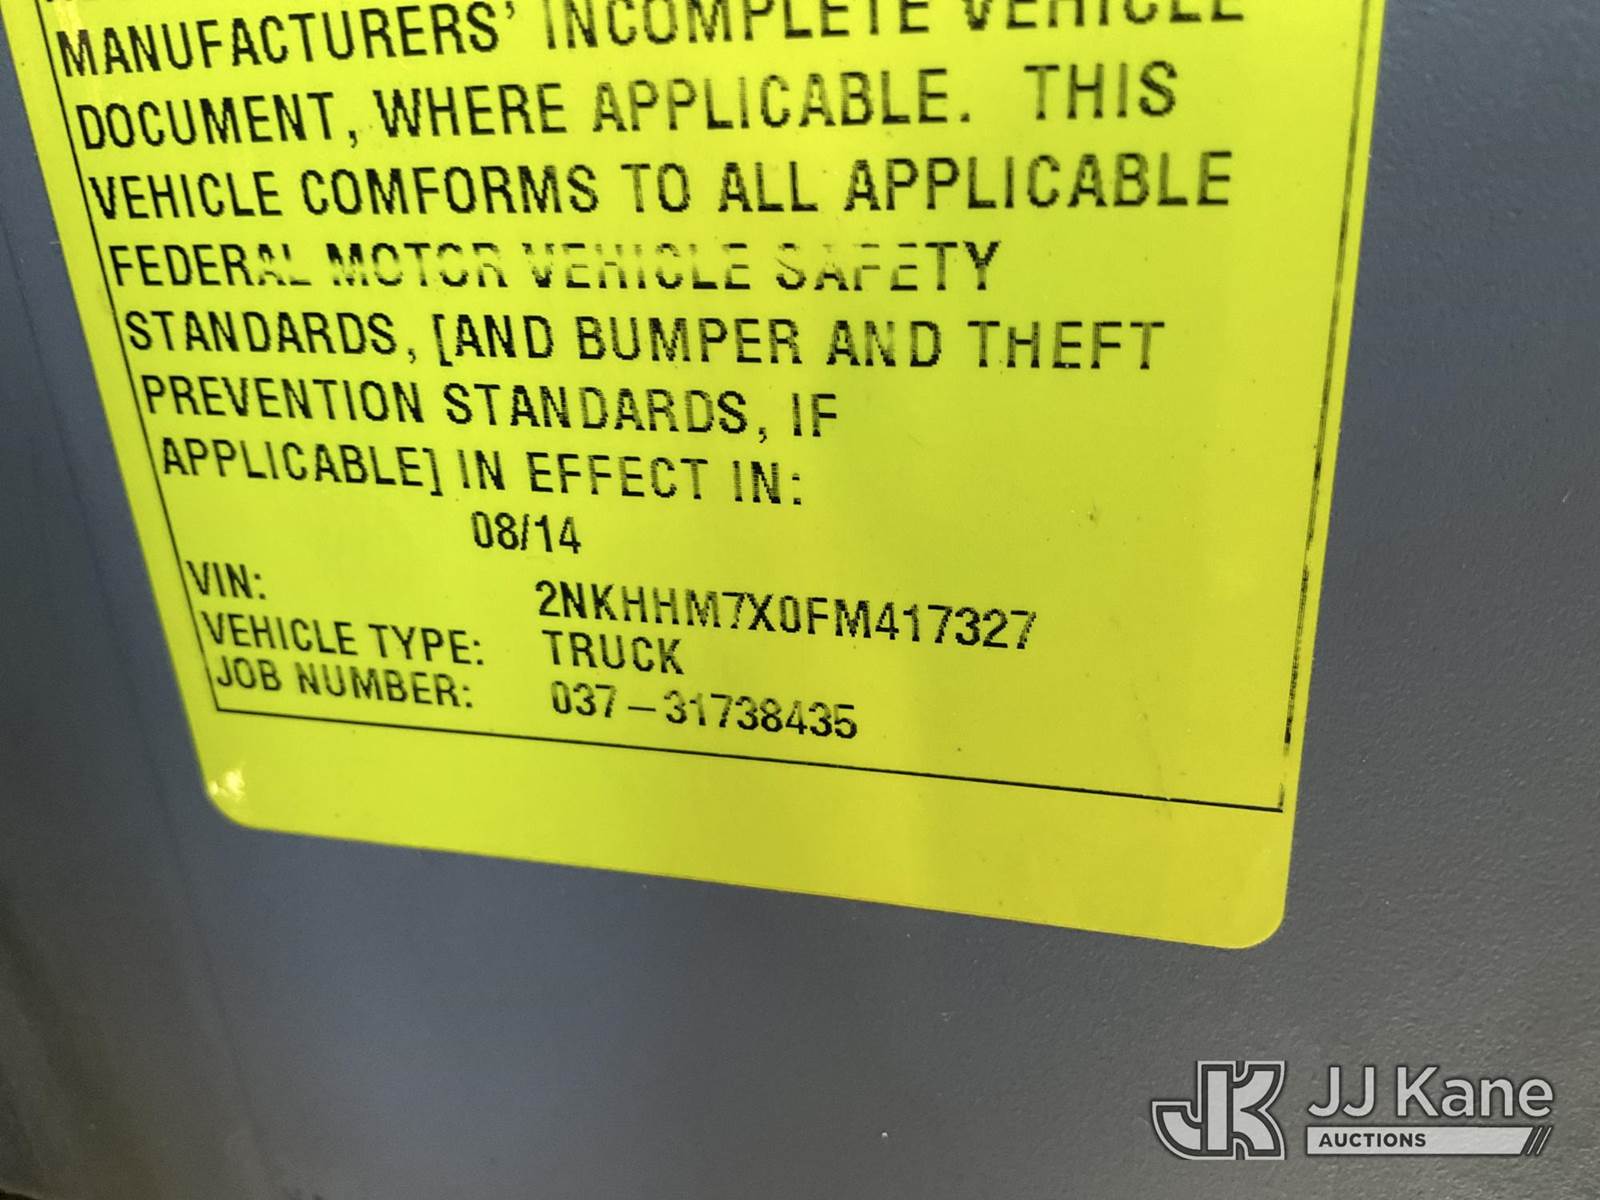 MANUFACTURERS' INCOMPLETE VEHICLE
DOCUMENT, WHERE APPLICABLE. THIS
VEHICLE COMFORMS TO ALL APPLICABLE
FEDERAL MOTOR VEHICLE SAFETY
STANDARDS, [AND BUMPER AND THEFT
PREVENTION STANDARDS, IF
APPLICABLE] IN EFFECT IN:
08/14
VIN: 2NKHHM7X0FM417327
VEHICLE TYPE: TRUCK
JOB NUMBER: 037-31738435
JK JJ Kane
AUCTIONS